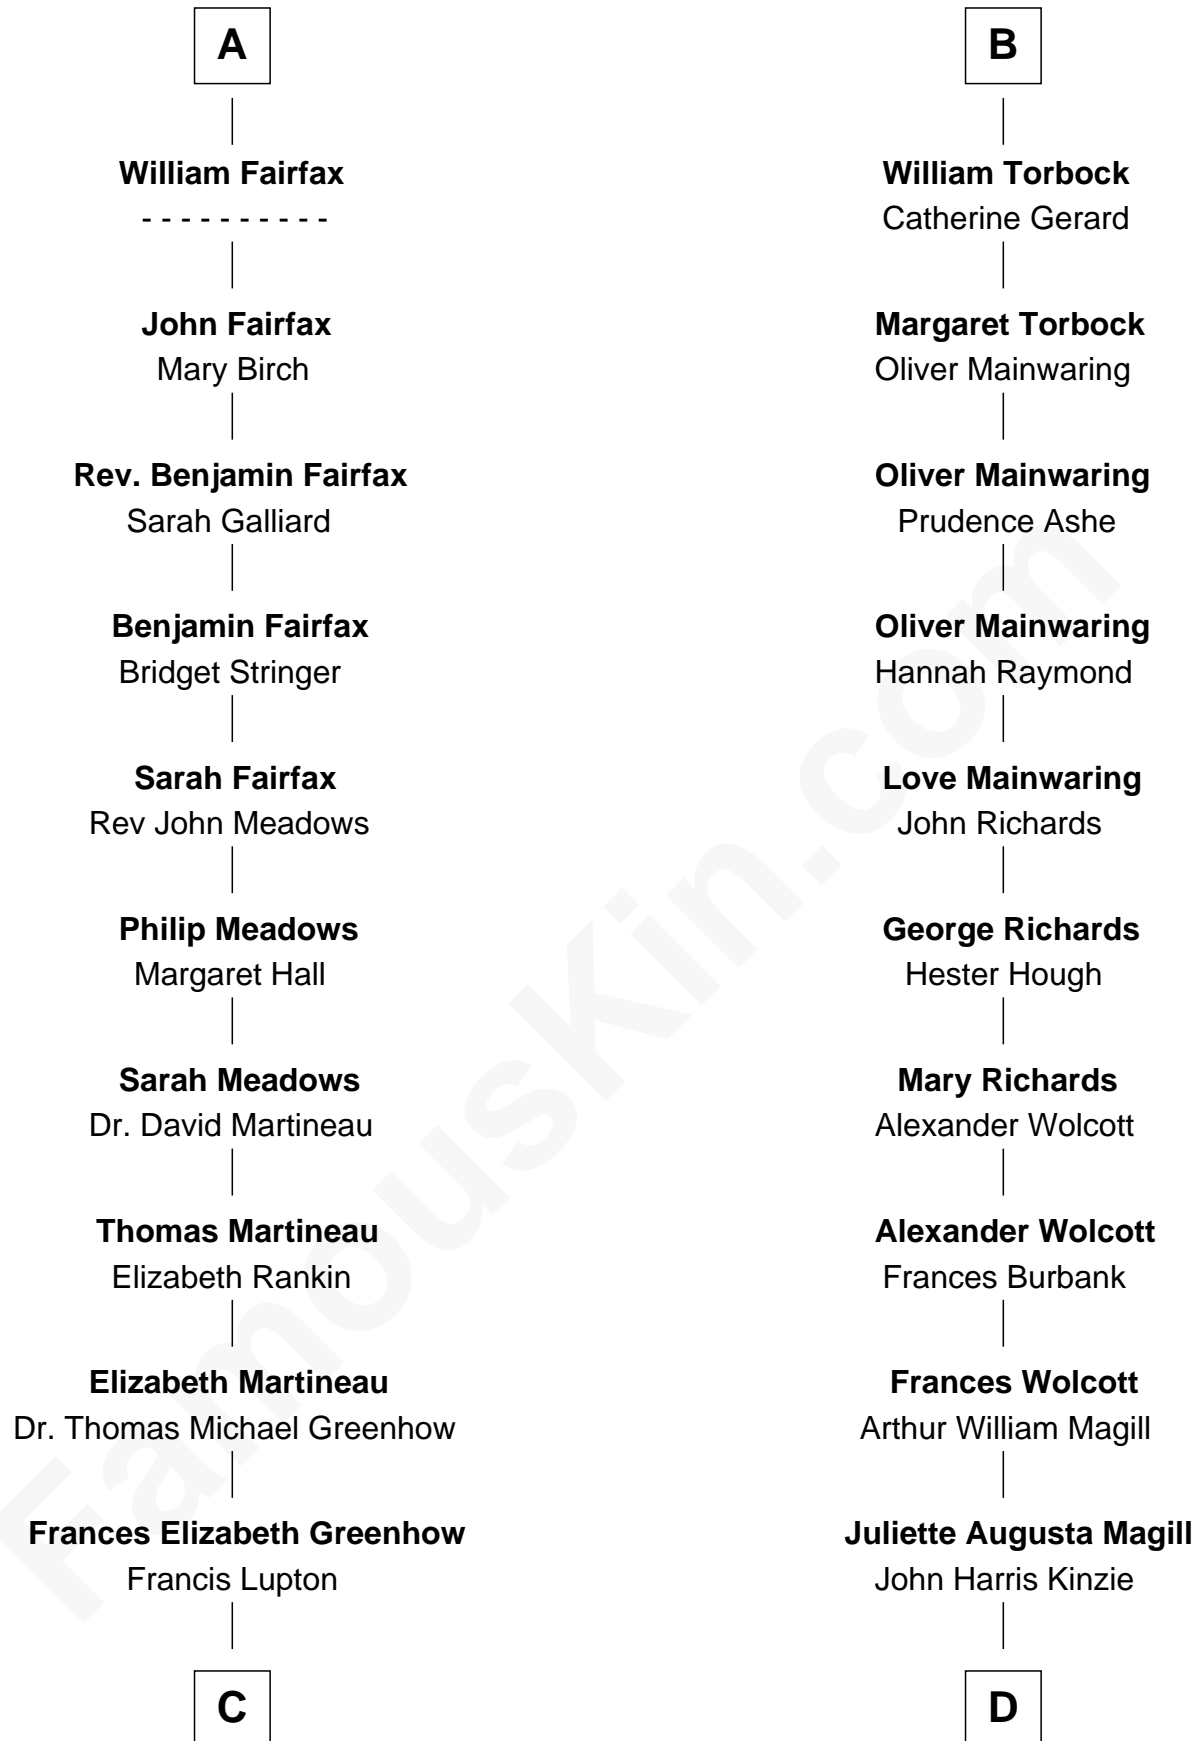 A
William Fairfax
- - - - - - - - - -
John Fairfax
Mary Birch
Rev. Benjamin Fairfax
Sarah Galliard
Benjamin Fairfax
Bridget Stringer
Sarah Fairfax
Rev John Meadows
Philip Meadows
Margaret Hall
Sarah Meadows
Dr. David Martineau
Thomas Martineau
Elizabeth Rankin
Elizabeth Martineau
Dr. Thomas Michael Greenhow
Frances Elizabeth Greenhow
Francis Lupton
C
B
William Torbock
Catherine Gerard
Margaret Torbock
Oliver Mainwaring
Oliver Mainwaring
Prudence Ashe
Oliver Mainwaring
Hannah Raymond
Love Mainwaring
John Richards
George Richards
Hester Hough
Mary Richards
Alexander Wolcott
Alexander Wolcott
Frances Burbank
Frances Wolcott
Arthur William Magill
Juliette Augusta Magill
John Harris Kinzie
D
FamousKin.com